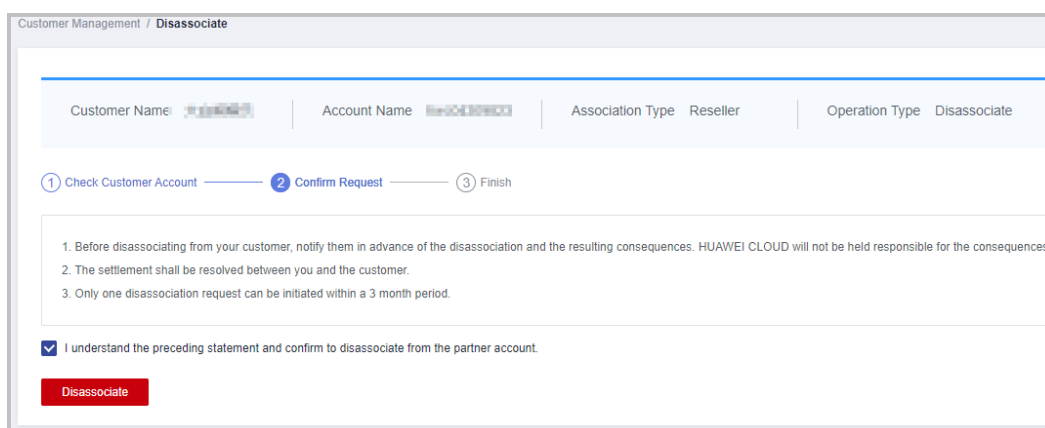 Customer Management / Disassociate
Customer Name Account Name Association Type Reseller Operation Type Disassociate
1 Check Customer Account 2 Confirm Request 3 Finish
1. Before disassociating from your customer, notify them in advance of the disassociation and the resulting consequences. HUAWEI CLOUD will not be held responsible for the consequences
2. The settlement shall be resolved between you and the customer.
3. Only one disassociation request can be initiated within a 3 month period.
I understand the preceding statement and confirm to disassociate from the partner account.
Disassociate